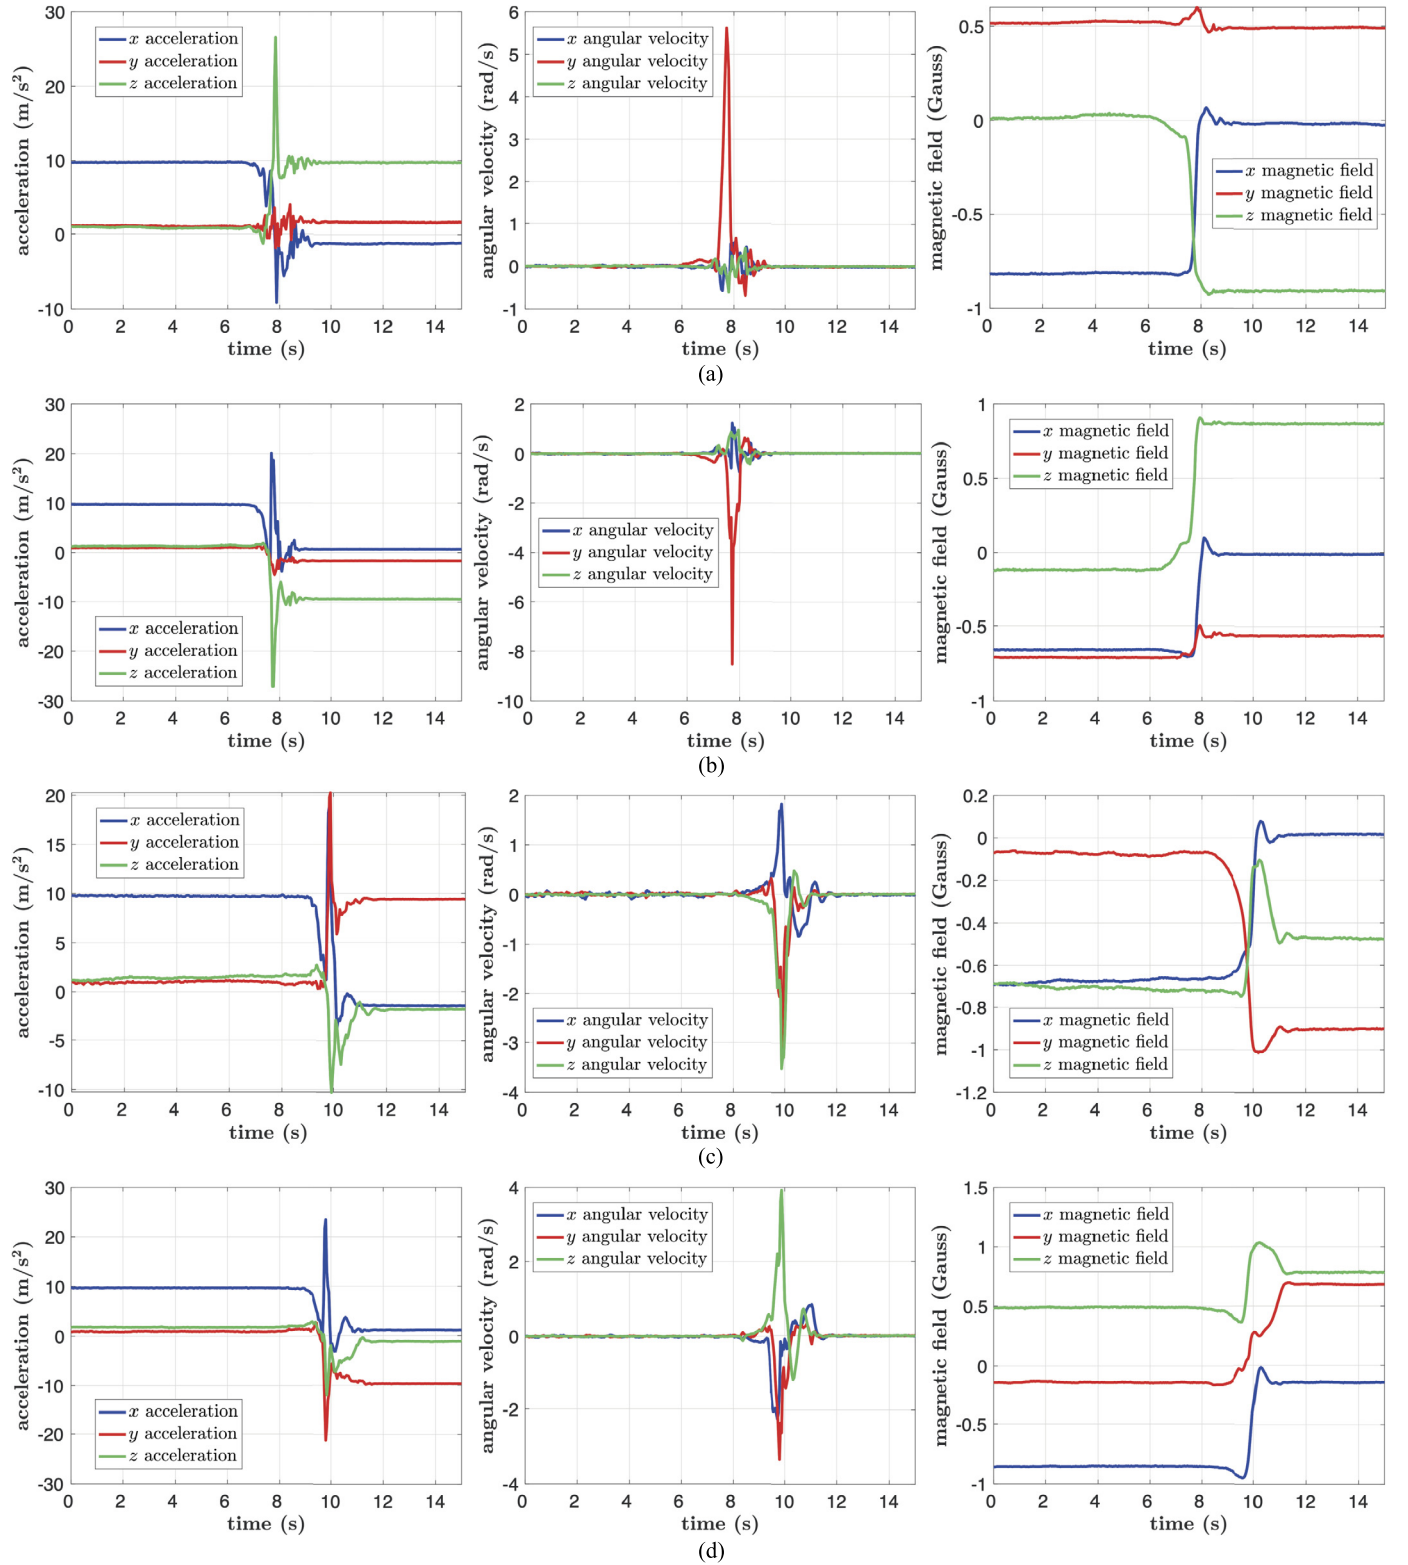 acceleration (m/s²)
30
20
10
0
-10
x acceleration
y acceleration
z acceleration
0 2 4 6 8 10 12 14
time (s)
angular velocity (rad/s)
6
5
4
3
2
1
0
-1
x angular velocity
y angular velocity
z angular velocity
0 2 4 6 8 10 12 14
time (s)
magnetic field (Gauss)
0.5
0
-0.5
-1
x magnetic field
y magnetic field
z magnetic field
0 2 4 6 8 10 12 14
time (s)
(a)
acceleration (m/s²)
30
20
10
0
-10
-20
-30
x acceleration
y acceleration
z acceleration
0 2 4 6 8 10 12 14
time (s)
angular velocity (rad/s)
2
0
-2
-4
-6
-8
-10
x angular velocity
y angular velocity
z angular velocity
0 2 4 6 8 10 12 14
time (s)
magnetic field (Gauss)
1
0.5
0
-0.5
-1
x magnetic field
y magnetic field
z magnetic field
0 2 4 6 8 10 12 14
time (s)
(b)
acceleration (m/s²)
20
15
10
5
0
-5
-10
x acceleration
y acceleration
z acceleration
0 2 4 6 8 10 12 14
time (s)
angular velocity (rad/s)
2
1
0
-1
-2
-3
-4
x angular velocity
y angular velocity
z angular velocity
0 2 4 6 8 10 12 14
time (s)
magnetic field (Gauss)
0.2
0
-0.2
-0.4
-0.6
-0.8
-1
-1.2
x magnetic field
y magnetic field
z magnetic field
0 2 4 6 8 10 12 14
time (s)
(c)
acceleration (m/s²)
30
20
10
0
-10
-20
-30
x acceleration
y acceleration
z acceleration
0 2 4 6 8 10 12 14
time (s)
angular velocity (rad/s)
4
2
0
-2
-4
x angular velocity
y angular velocity
z angular velocity
0 2 4 6 8 10 12 14
time (s)
magnetic field (Gauss)
1.5
1
0.5
0
-0.5
-1
x magnetic field
y magnetic field
z magnetic field
0 2 4 6 8 10 12 14
time (s)
(d)